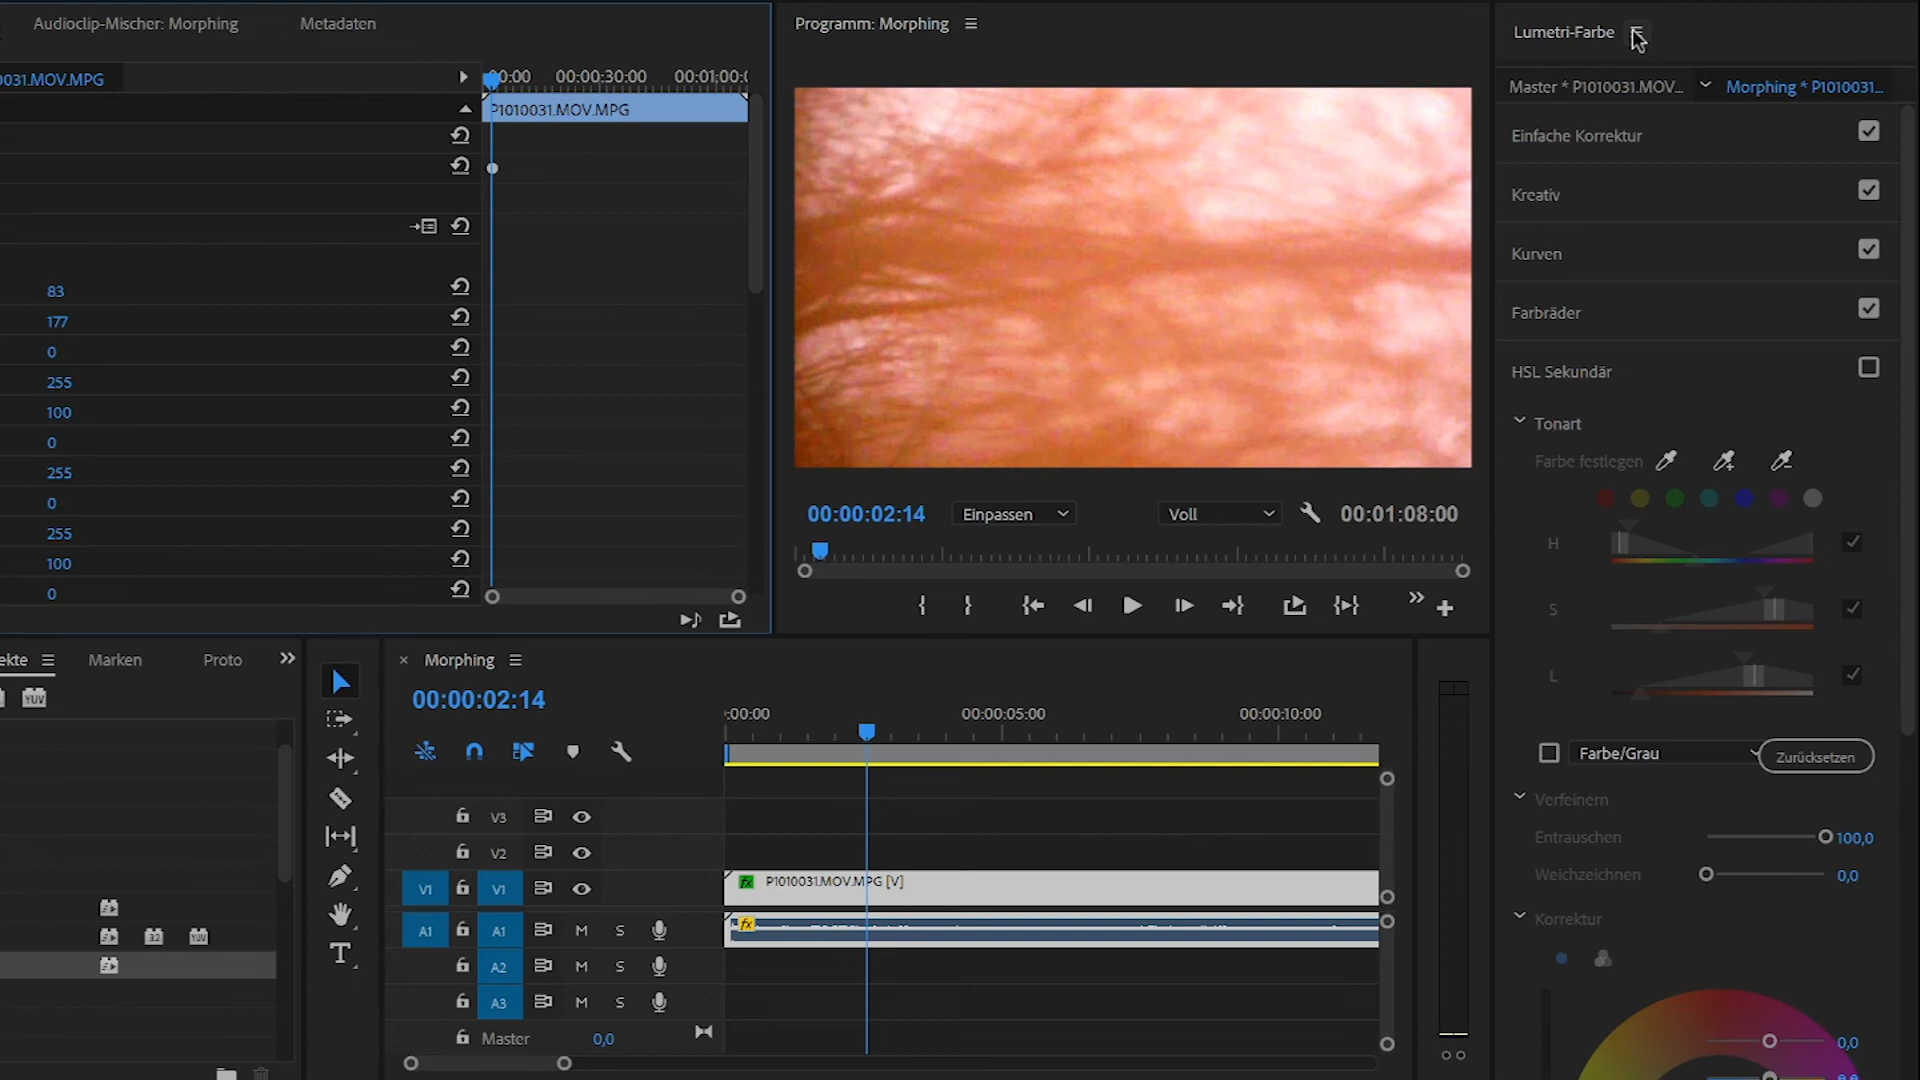 Audioclip-Mischer: Morphing
Metadaten
031.MOV.MPG
00:00 00:00:30:00 00:01:00:0
P1010031.MOV.MPG
83
177
0
255
100
0
255
0
255
100
0
Programm: Morphing
00:00:02:14
Einpassen
Voll
00:01:08:00
Lumetri-Farbe
Master * P1010031.MOV...
Morphing * P1010031...
Einfache Korrektur
Kreativ
Kurven
Farbräder
HSL Sekundär
Tonart
Farbe festlegen
H
S
L
Farbe/Grau
Zurücksetzen
Verfeinern
Entrauschen 100,0
Weichzeichnen 0,0
Korrektur
0,0
ekte
Marken
Proto
YUV
32 YUV
Morphing
00:00:02:14
:00:00 00:00:05:00 00:00:10:00
V3
V2
V1 V1
P1010031.MOV.MPG [V]
fx
A1 A1 M S
fx
A2 M S
A3 M S
Master 0,0
T